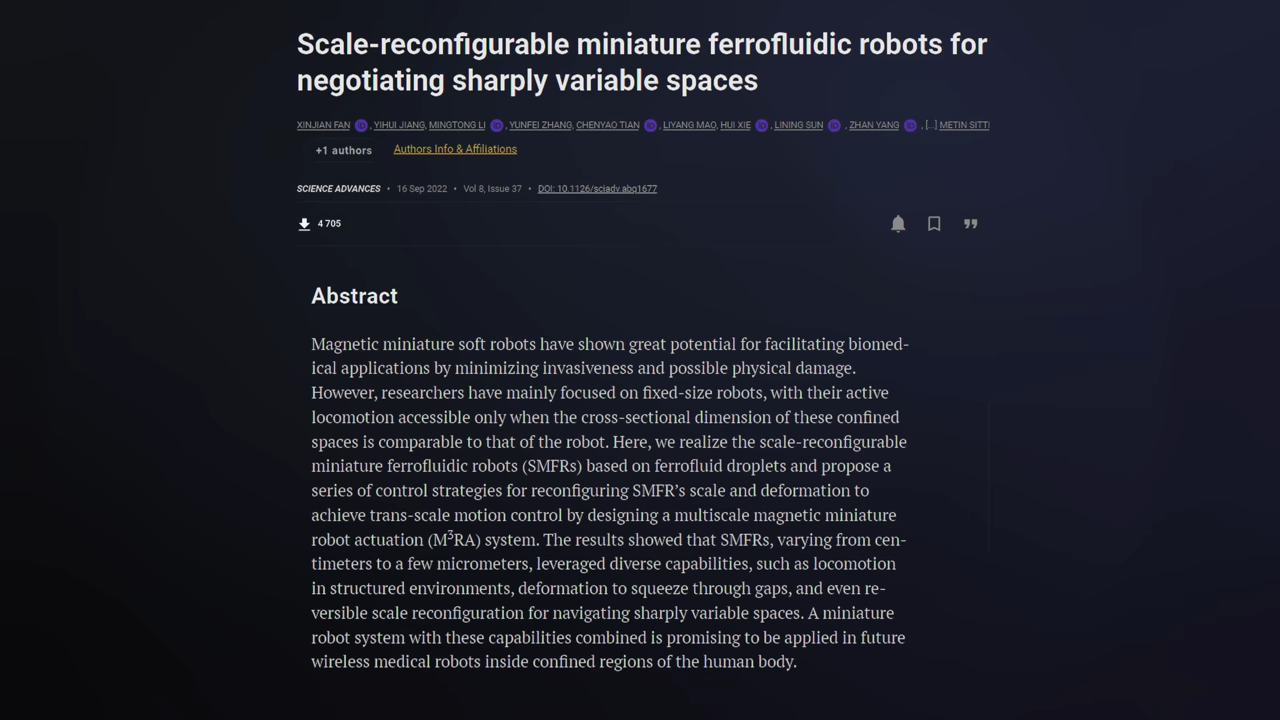 Scale-reconfigurable miniature ferrofluidic robots for
negotiating sharply variable spaces
XINJIAN FAN iD, YIHUI JIANG, MINGTONG LI iD, YUNFEI ZHANG, CHENYAO TIAN iD, LIYANG MAO, HUI XIE iD, LINING SUN iD, ZHAN YANG iD, [...] METIN SITTI
+1 authors Authors Info & Affiliations
SCIENCE ADVANCES • 16 Sep 2022 • Vol 8, Issue 37 • DOI: 10.1126/sciadv.abq1677
4 705
Abstract
Magnetic miniature soft robots have shown great potential for facilitating biomed-
ical applications by minimizing invasiveness and possible physical damage.
However, researchers have mainly focused on fixed-size robots, with their active
locomotion accessible only when the cross-sectional dimension of these confined
spaces is comparable to that of the robot. Here, we realize the scale-reconfigurable
miniature ferrofluidic robots (SMFRs) based on ferrofluid droplets and propose a
series of control strategies for reconfiguring SMFR's scale and deformation to
achieve trans-scale motion control by designing a multiscale magnetic miniature
robot actuation (M³RA) system. The results showed that SMFRs, varying from cen-
timeters to a few micrometers, leveraged diverse capabilities, such as locomotion
in structured environments, deformation to squeeze through gaps, and even re-
versible scale reconfiguration for navigating sharply variable spaces. A miniature
robot system with these capabilities combined is promising to be applied in future
wireless medical robots inside confined regions of the human body.